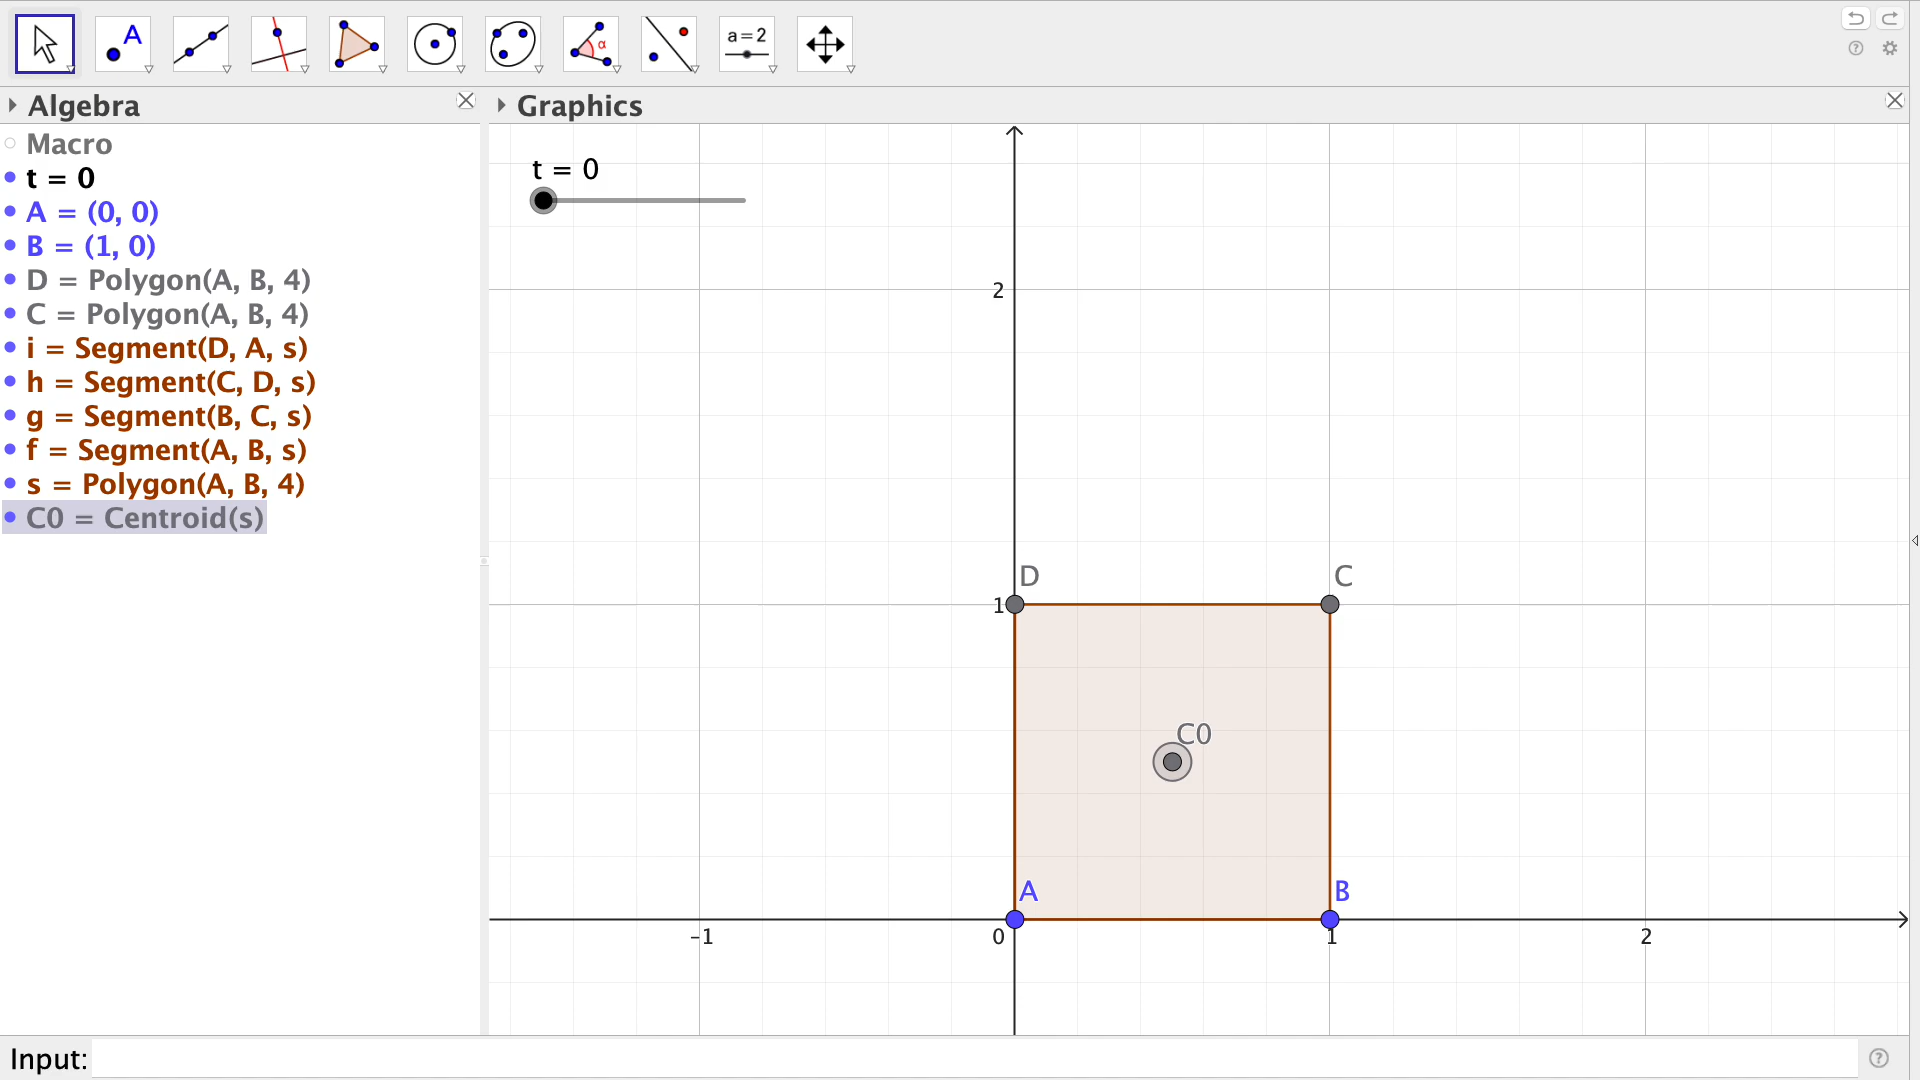 A
α
a=2
Algebra
Graphics
Macro
t = 0
A = (0, 0)
B = (1, 0)
D = Polygon(A, B, 4)
C = Polygon(A, B, 4)
i = Segment(D, A, s)
h = Segment(C, D, s)
g = Segment(B, C, s)
f = Segment(A, B, s)
s = Polygon(A, B, 4)
C0 = Centroid(s)
t = 0
2
D
C
1
C0
A
B
-1
0
1
2
Input: